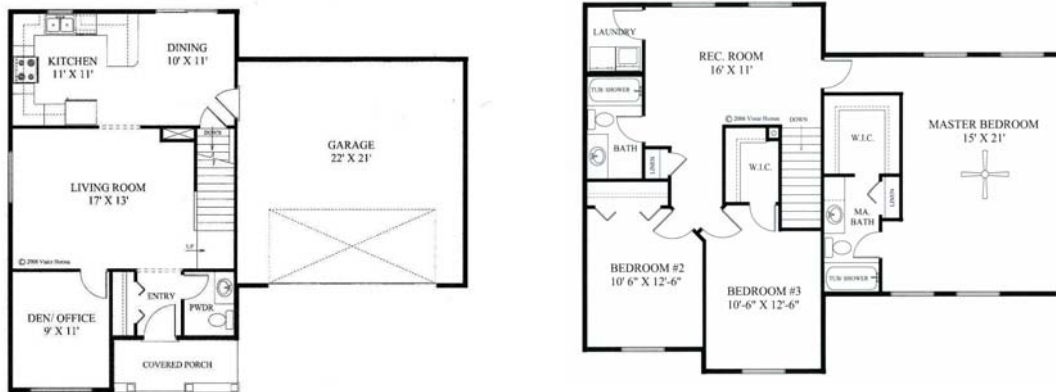 KITCHEN
11' X 11'
DINING
10' X 11'
DOWN
GARAGE
22' X 21'
LIVING ROOM
17' X 13'
UP
© 2006 Viste Homes
ENTRY
PWDR
DEN/ OFFICE
9' X 11'
COVERED PORCH
LAUNDRY
REC. ROOM
16' X 11'
TUB/ SHOWER
© 2006 Viste Homes
DOWN
BATH
LINEN
W.I.C.
W.I.C.
MASTER BEDROOM
15' X 21'
LINEN
MA.
BATH
TUB/ SHOWER
BEDROOM #2
10' 6" X 12'-6"
BEDROOM #3
10'-6" X 12'-6"